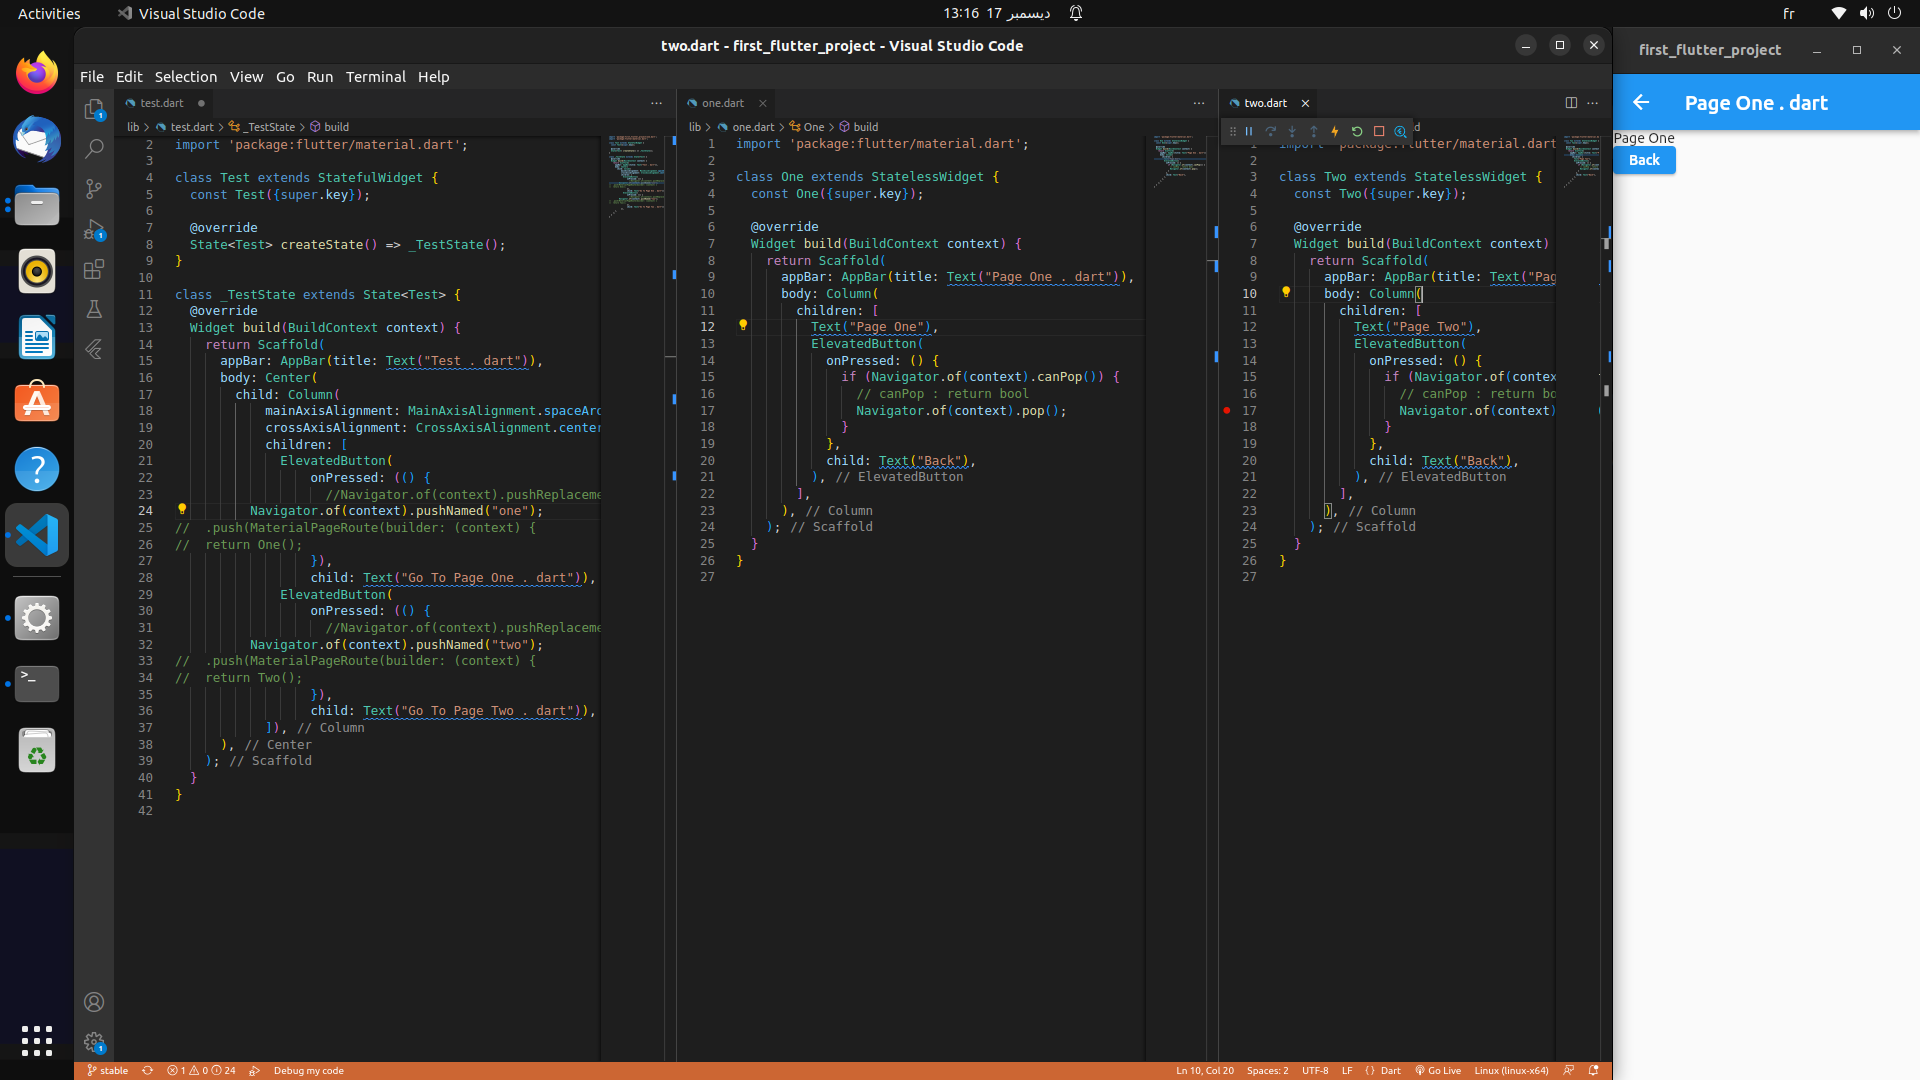 Activities
Visual Studio Code
13:16 17 ديسمبر
fr
two.dart - first_flutter_project - Visual Studio Code
File Edit Selection View Go Run Terminal Help
test.dart
lib > test.dart > _TestState > build
2 import 'package:flutter/material.dart';
3
4 class Test extends StatefulWidget {
5 const Test({super.key});
6
7 @override
8 State<Test> createState() => _TestState();
9 }
10
11 class _TestState extends State<Test> {
12 @override
13 Widget build(BuildContext context) {
14 return Scaffold(
15 appBar: AppBar(title: Text("Test . dart")),
16 body: Center(
17 child: Column(
18 mainAxisAlignment: MainAxisAlignment.spaceAro
19 crossAxisAlignment: CrossAxisAlignment.center
20 children: [
21 ElevatedButton(
22 onPressed: (() {
23 //Navigator.of(context).pushReplaceme
24 Navigator.of(context).pushNamed("one");
25 // .push(MaterialPageRoute(builder: (context) {
26 // return One();
27 }),
28 child: Text("Go To Page One . dart")),
29 ElevatedButton(
30 onPressed: (() {
31 //Navigator.of(context).pushReplaceme
32 Navigator.of(context).pushNamed("two");
33 // .push(MaterialPageRoute(builder: (context) {
34 // return Two();
35 }),
36 child: Text("Go To Page Two . dart")),
37 ]), // Column
38 ), // Center
39 ); // Scaffold
40 }
41 }
42
one.dart
lib > one.dart > One > build
1 import 'package:flutter/material.dart';
2
3 class One extends StatelessWidget {
4 const One({super.key});
5
6 @override
7 Widget build(BuildContext context) {
8 return Scaffold(
9 appBar: AppBar(title: Text("Page One . dart")),
10 body: Column(
11 children: [
12 Text("Page One"),
13 ElevatedButton(
14 onPressed: () {
15 if (Navigator.of(context).canPop()) {
16 // canPop : return bool
17 Navigator.of(context).pop();
18 }
19 },
20 child: Text("Back"),
21 ), // ElevatedButton
22 ],
23 ), // Column
24 ); // Scaffold
25 }
26 }
27
two.dart
1 import 'package:flutter/material.dart
2
3 class Two extends StatelessWidget {
4 const Two({super.key});
5
6 @override
7 Widget build(BuildContext context)
8 return Scaffold(
9 appBar: AppBar(title: Text("Pag
10 body: Column(
11 children: [
12 Text("Page Two"),
13 ElevatedButton(
14 onPressed: () {
15 if (Navigator.of(contex
16 // canPop : return bo
17 Navigator.of(context)
18 }
19 },
20 child: Text("Back"),
21 ), // ElevatedButton
22 ],
23 ), // Column
24 ); // Scaffold
25 }
26 }
27
first_flutter_project
Page One . dart
Page One
Back
stable 1 0 24 Debug my code
Ln 10, Col 20 Spaces: 2 UTF-8 LF {} Dart Go Live Linux (linux-x64)